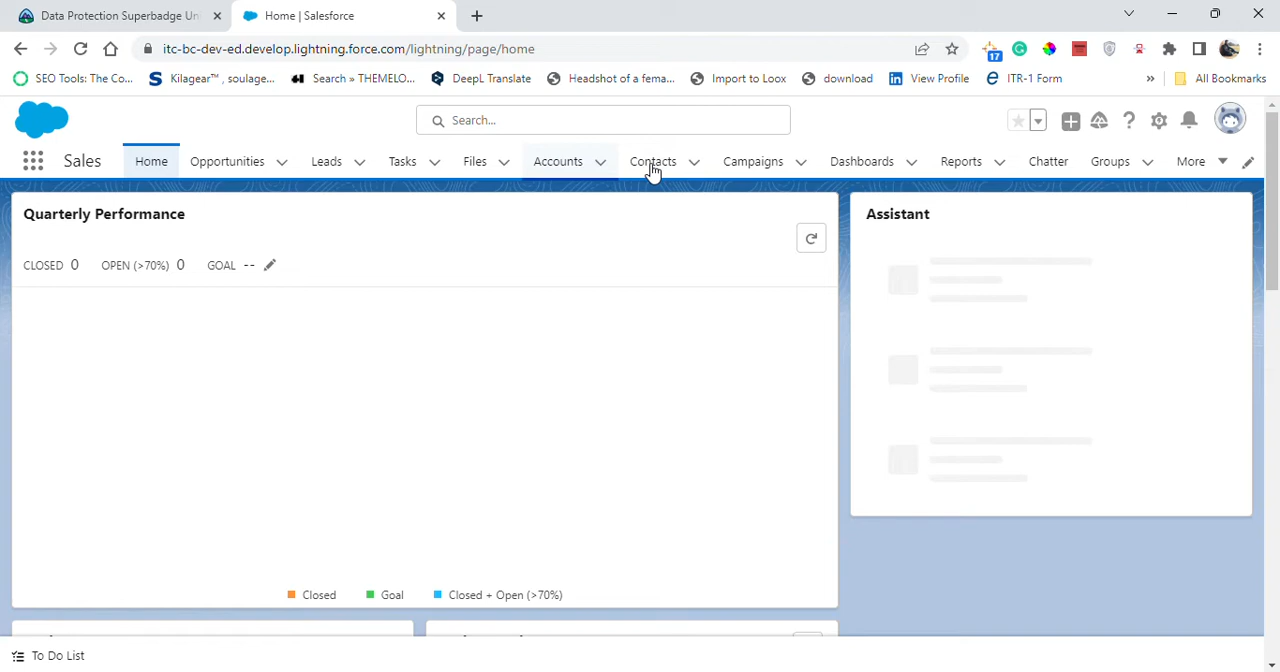 Data Protection Superbadge Un
Home | Salesforce
itc-bc-dev-ed.develop.lightning.force.com/lightning/page/home
17
SEO Tools: The Co...
Kilagear™ , soulage...
Search » THEMELO...
DeepL Translate
Headshot of a fema...
Import to Loox
download
View Profile
ITR-1 Form
»
All Bookmarks
Search...
Sales
Home
Opportunities
Leads
Tasks
Files
Accounts
Contacts
Campaigns
Dashboards
Reports
Chatter
Groups
More
Quarterly Performance
CLOSED 0 OPEN (>70%) 0 GOAL --
Closed Goal Closed + Open (>70%)
Assistant
To Do List